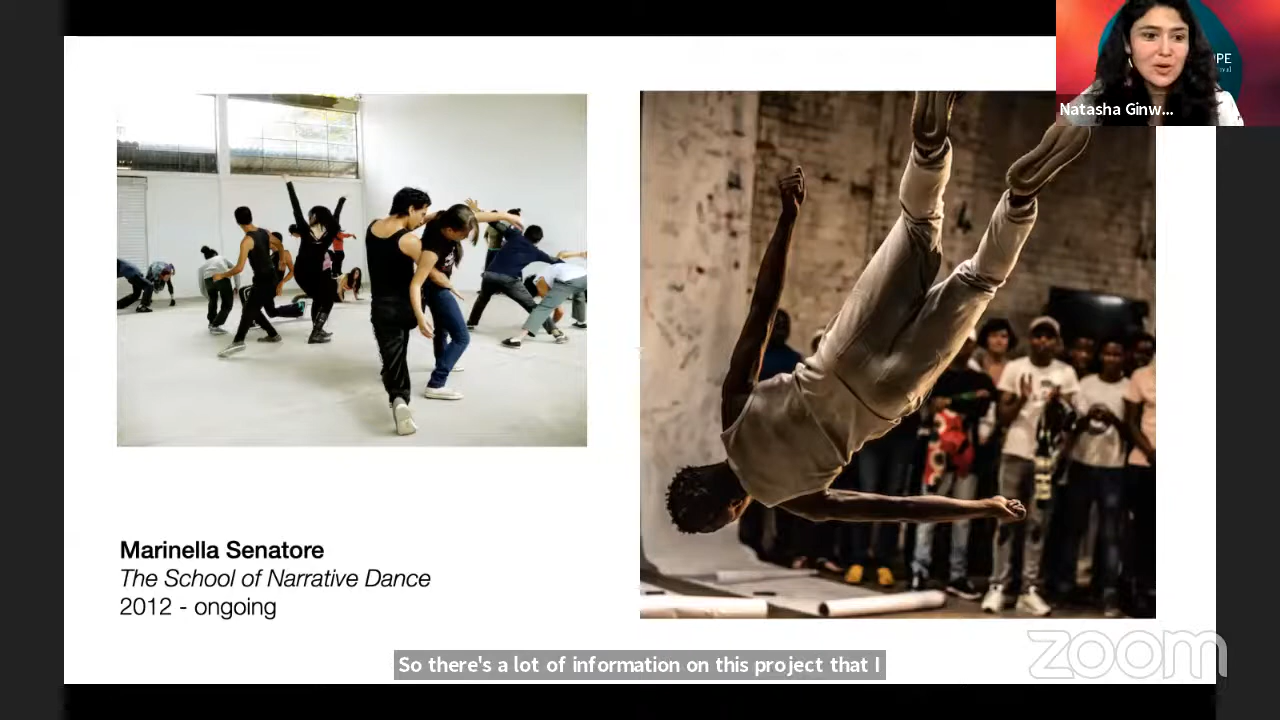 PE
Natasha Ginw...
Marinella Senatore
The School of Narrative Dance
2012 - ongoing
So there's a lot of information on this project that I
zoom